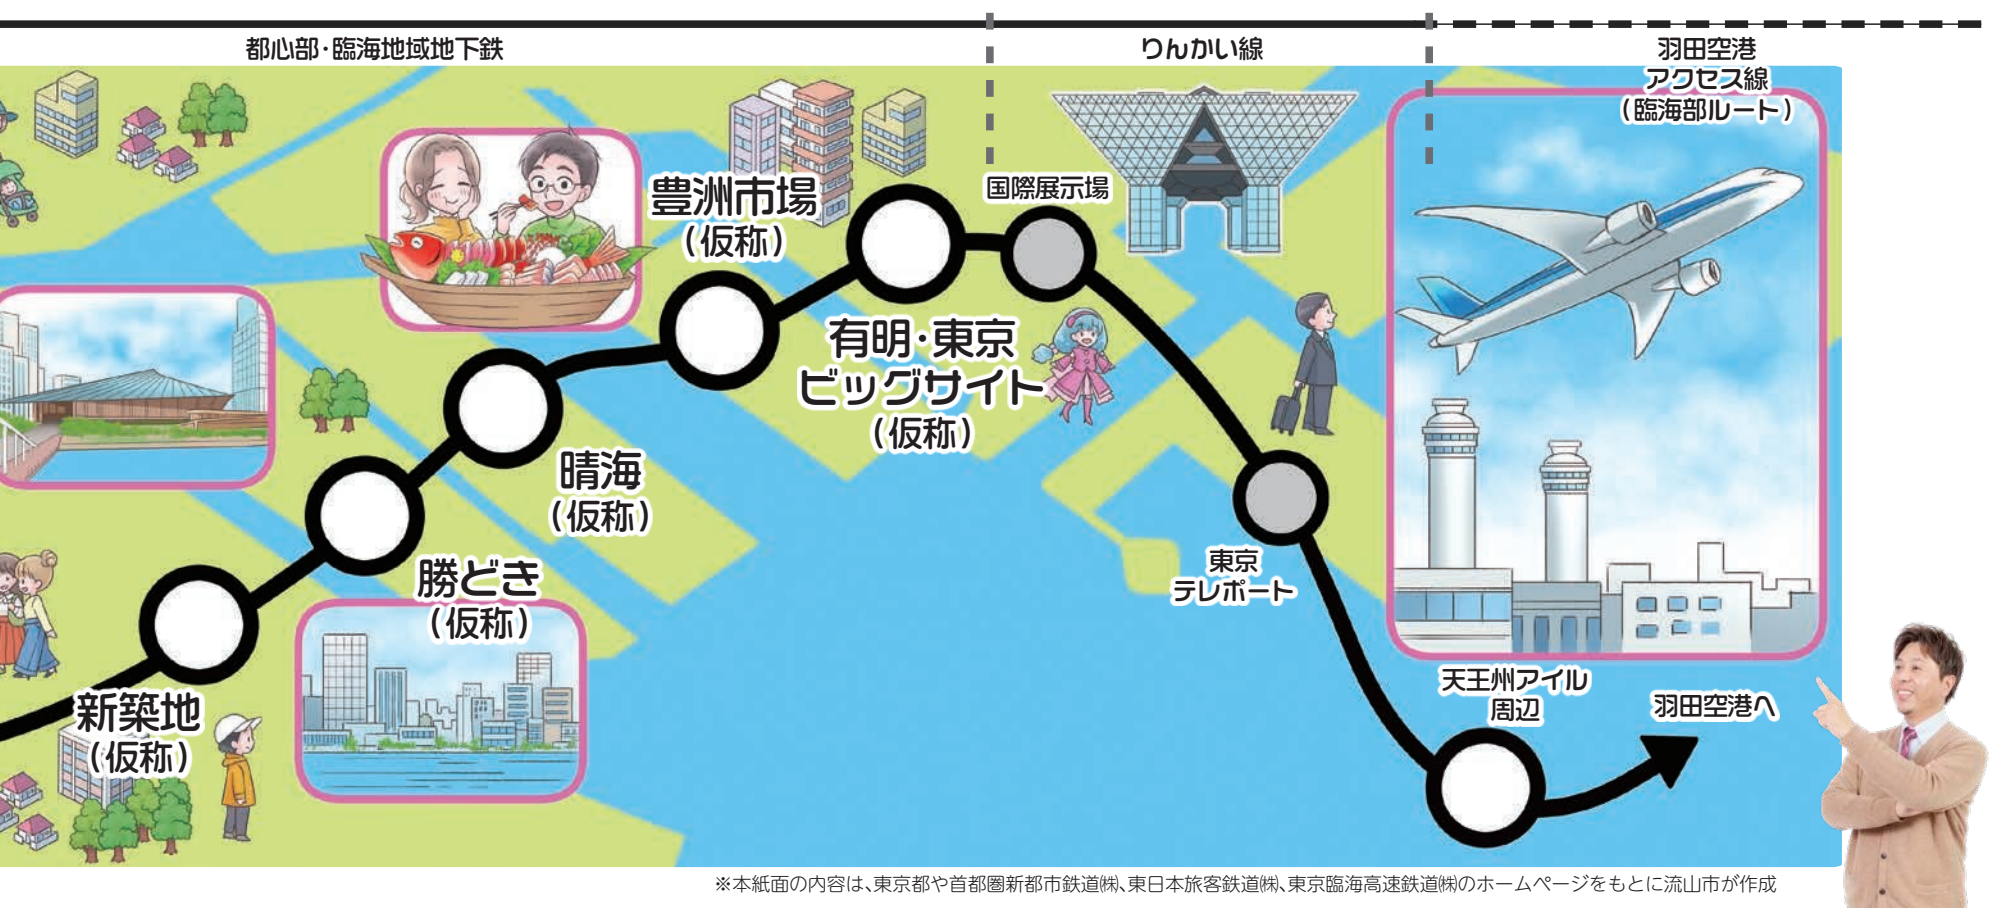 都心部・臨海地域地下鉄
りんかい線
羽田空港
アクセス線
（臨海部ルート）
国際展示場
豊洲市場
（仮称）
有明・東京
ビッグサイト
（仮称）
晴海
（仮称）
勝どき
（仮称）
新築地
（仮称）
東京
テレポート
天王州アイル
周辺
羽田空港へ
※本紙面の内容は、東京都や首都圏新都市鉄道㈱、東日本旅客鉄道㈱、東京臨海高速鉄道㈱のホームページをもとに流山市が作成